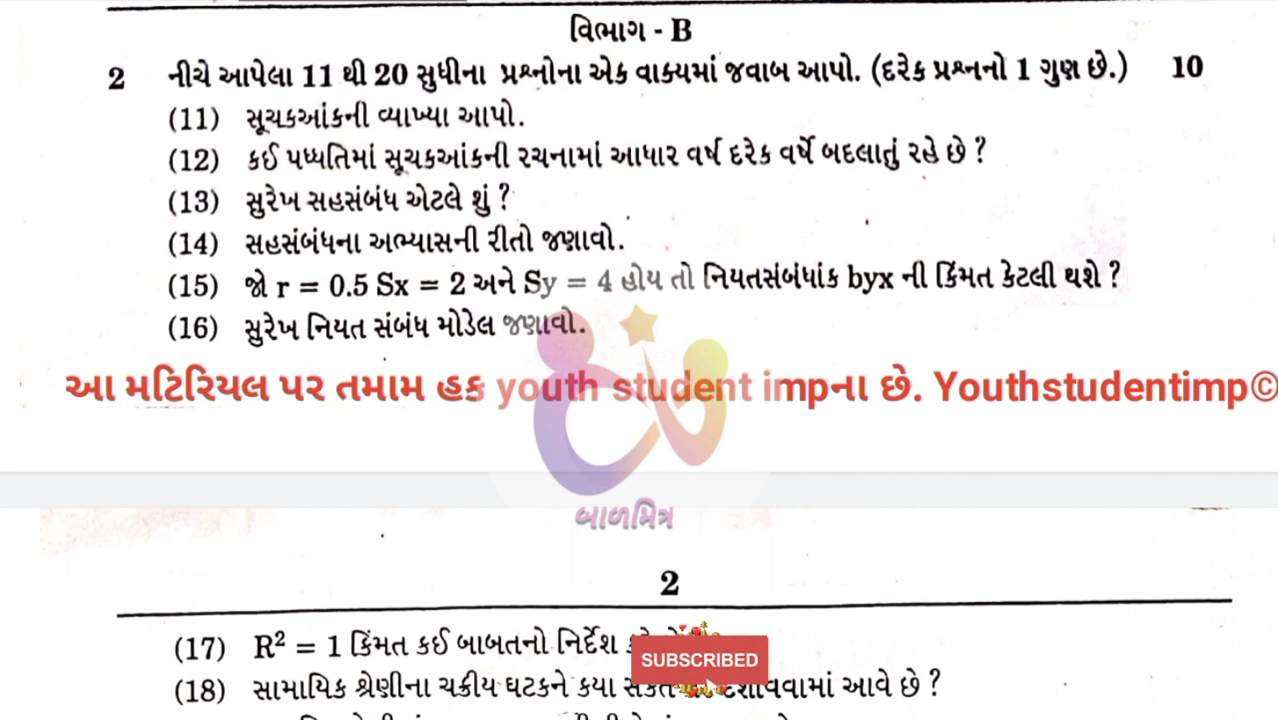 વિભાગ - B
2 નીચે આપેલા 11 થી 20 સુધીના પ્રશ્નોના એક વાક્યમાં જવાબ આપો. (દરેક પ્રશ્નનો 1 ગુણ છે.) 10
(11) સૂચકઆંકની વ્યાખ્યા આપો.
(12) કઈ પધ્ધતિમાં સૂચકઆંકની રચનામાં આધાર વર્ષ દરેક વર્ષે બદલાતું રહે છે ?
(13) સુરેખ સહસંબંધ એટલે શું ?
(14) સહસંબંધના અભ્યાસની રીતો જણાવો.
(15) જો r = 0.5 Sx = 2 અને Sy = 4 હોય તો નિયતસંબંધાંક byx ની કિંમત કેટલી થશે ?
(16) સુરેખ નિયત સંબંધ મોડેલ જણાવો.
આ મટિરિયલ પર તમામ હક youth student impના છે. Youthstudentimp©
બાળમિત્ર
2
(17) R² = 1 કિંમત કઈ બાબતનો નિર્દેશ
SUBSCRIBED
(18) સામાયિક શ્રેણીના ચક્રીય ઘટકને કયા આવે છે ?